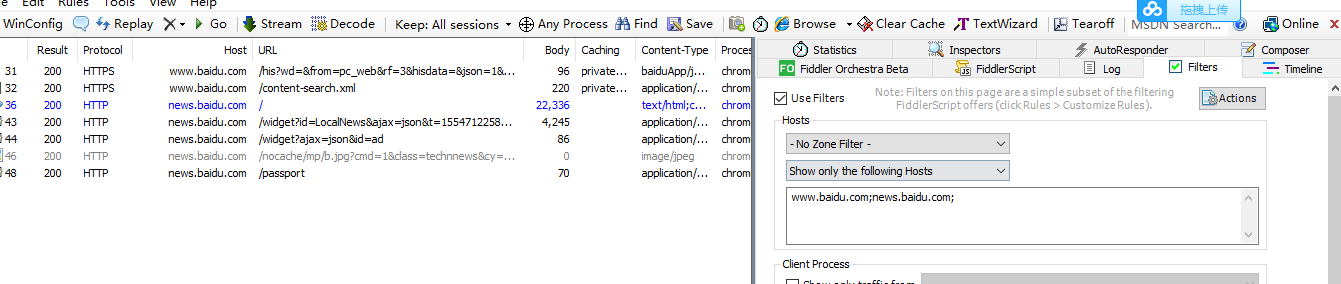 Edit Rules Tools View Help
WinConfig Replay Go Stream Decode Keep: All sessions Any Process Find Save Browse Clear Cache TextWizard Tearoff MSDN Search... Online
拖拽上传
Result Protocol Host URL Body Caching Content-Type Proce
31 200 HTTPS www.baidu.com /his?wd=&from=pc_web&rf=3&hisdata=&json=1&... 96 private... baiduApp/j... chrom
32 200 HTTPS www.baidu.com /content-search.xml 220 private... application/... chrom
36 200 HTTP news.baidu.com / 22,336 text/html;c... chrom
43 200 HTTP news.baidu.com /widget?id=LocalNews&ajax=json&t=1554712258... 4,245 application/... chrom
44 200 HTTP news.baidu.com /widget?ajax=json&id=ad 86 application/... chrom
46 200 HTTP news.baidu.com /nocache/mp/b.jpg?cmd=1&class=technnews&cy=... 0 image/jpeg chrom
48 200 HTTP news.baidu.com /passport 70 application/... chrom
Statistics Inspectors AutoResponder Composer
FO Fiddler Orchestra Beta FiddlerScript Log Filters Timeline
Use Filters
Note: Filters on this page are a simple subset of the filtering
FiddlerScript offers (click Rules > Customize Rules).
Actions
Hosts
- No Zone Filter -
Show only the following Hosts
www.baidu.com;news.baidu.com;
Client Process
Show only traffic from